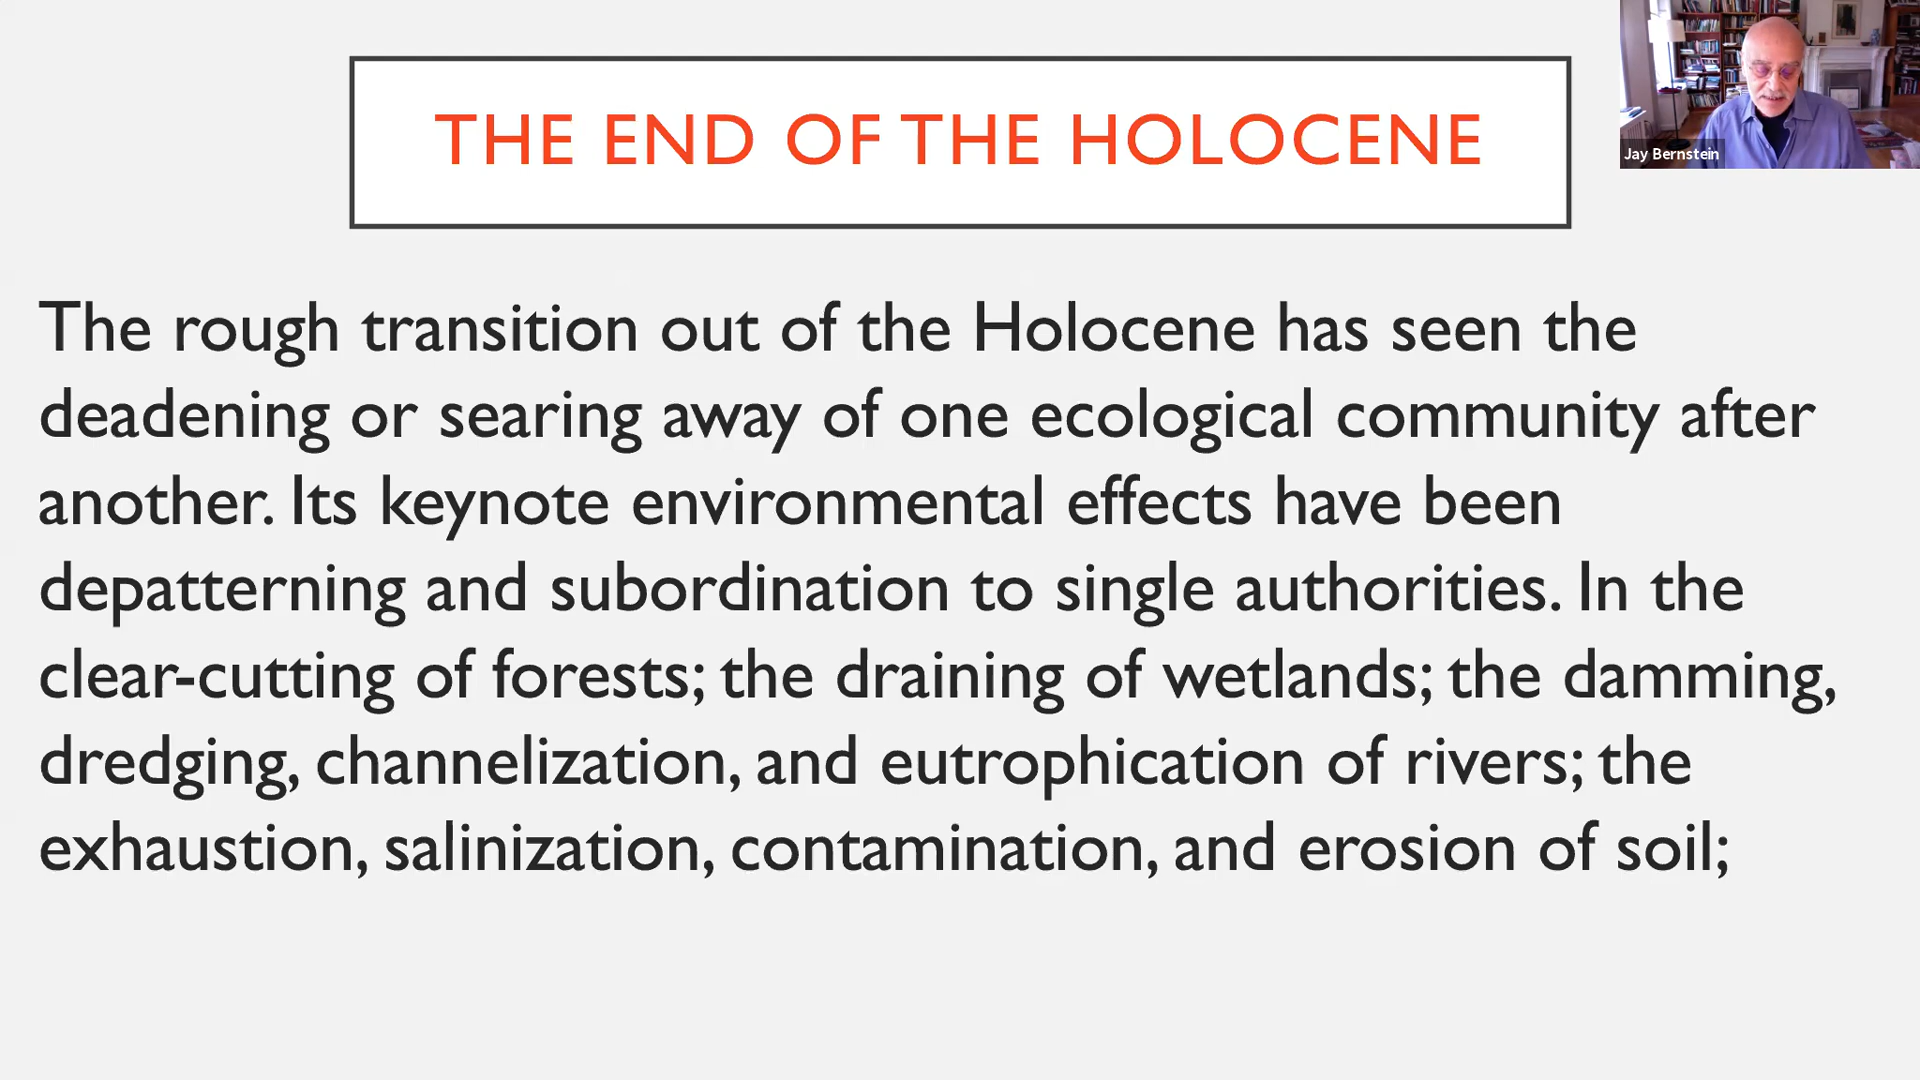 THE END OF THE HOLOCENE
Jay Bernstein
The rough transition out of the Holocene has seen the
deadening or searing away of one ecological community after
another. Its keynote environmental effects have been
depatterning and subordination to single authorities. In the
clear-cutting of forests; the draining of wetlands; the damming,
dredging, channelization, and eutrophication of rivers; the
exhaustion, salinization, contamination, and erosion of soil;